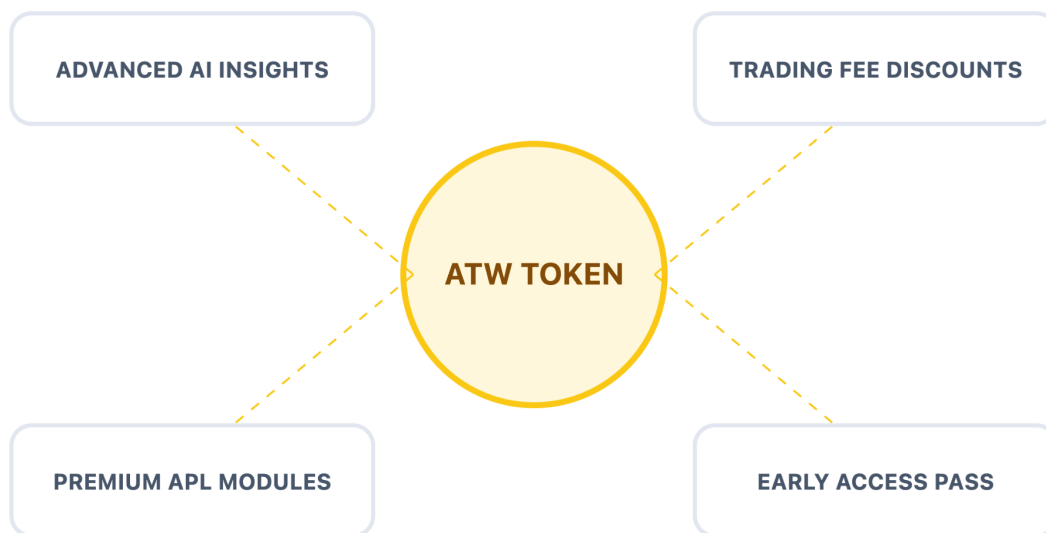 ADVANCED AI INSIGHTS
TRADING FEE DISCOUNTS
ATW TOKEN
PREMIUM APL MODULES
EARLY ACCESS PASS